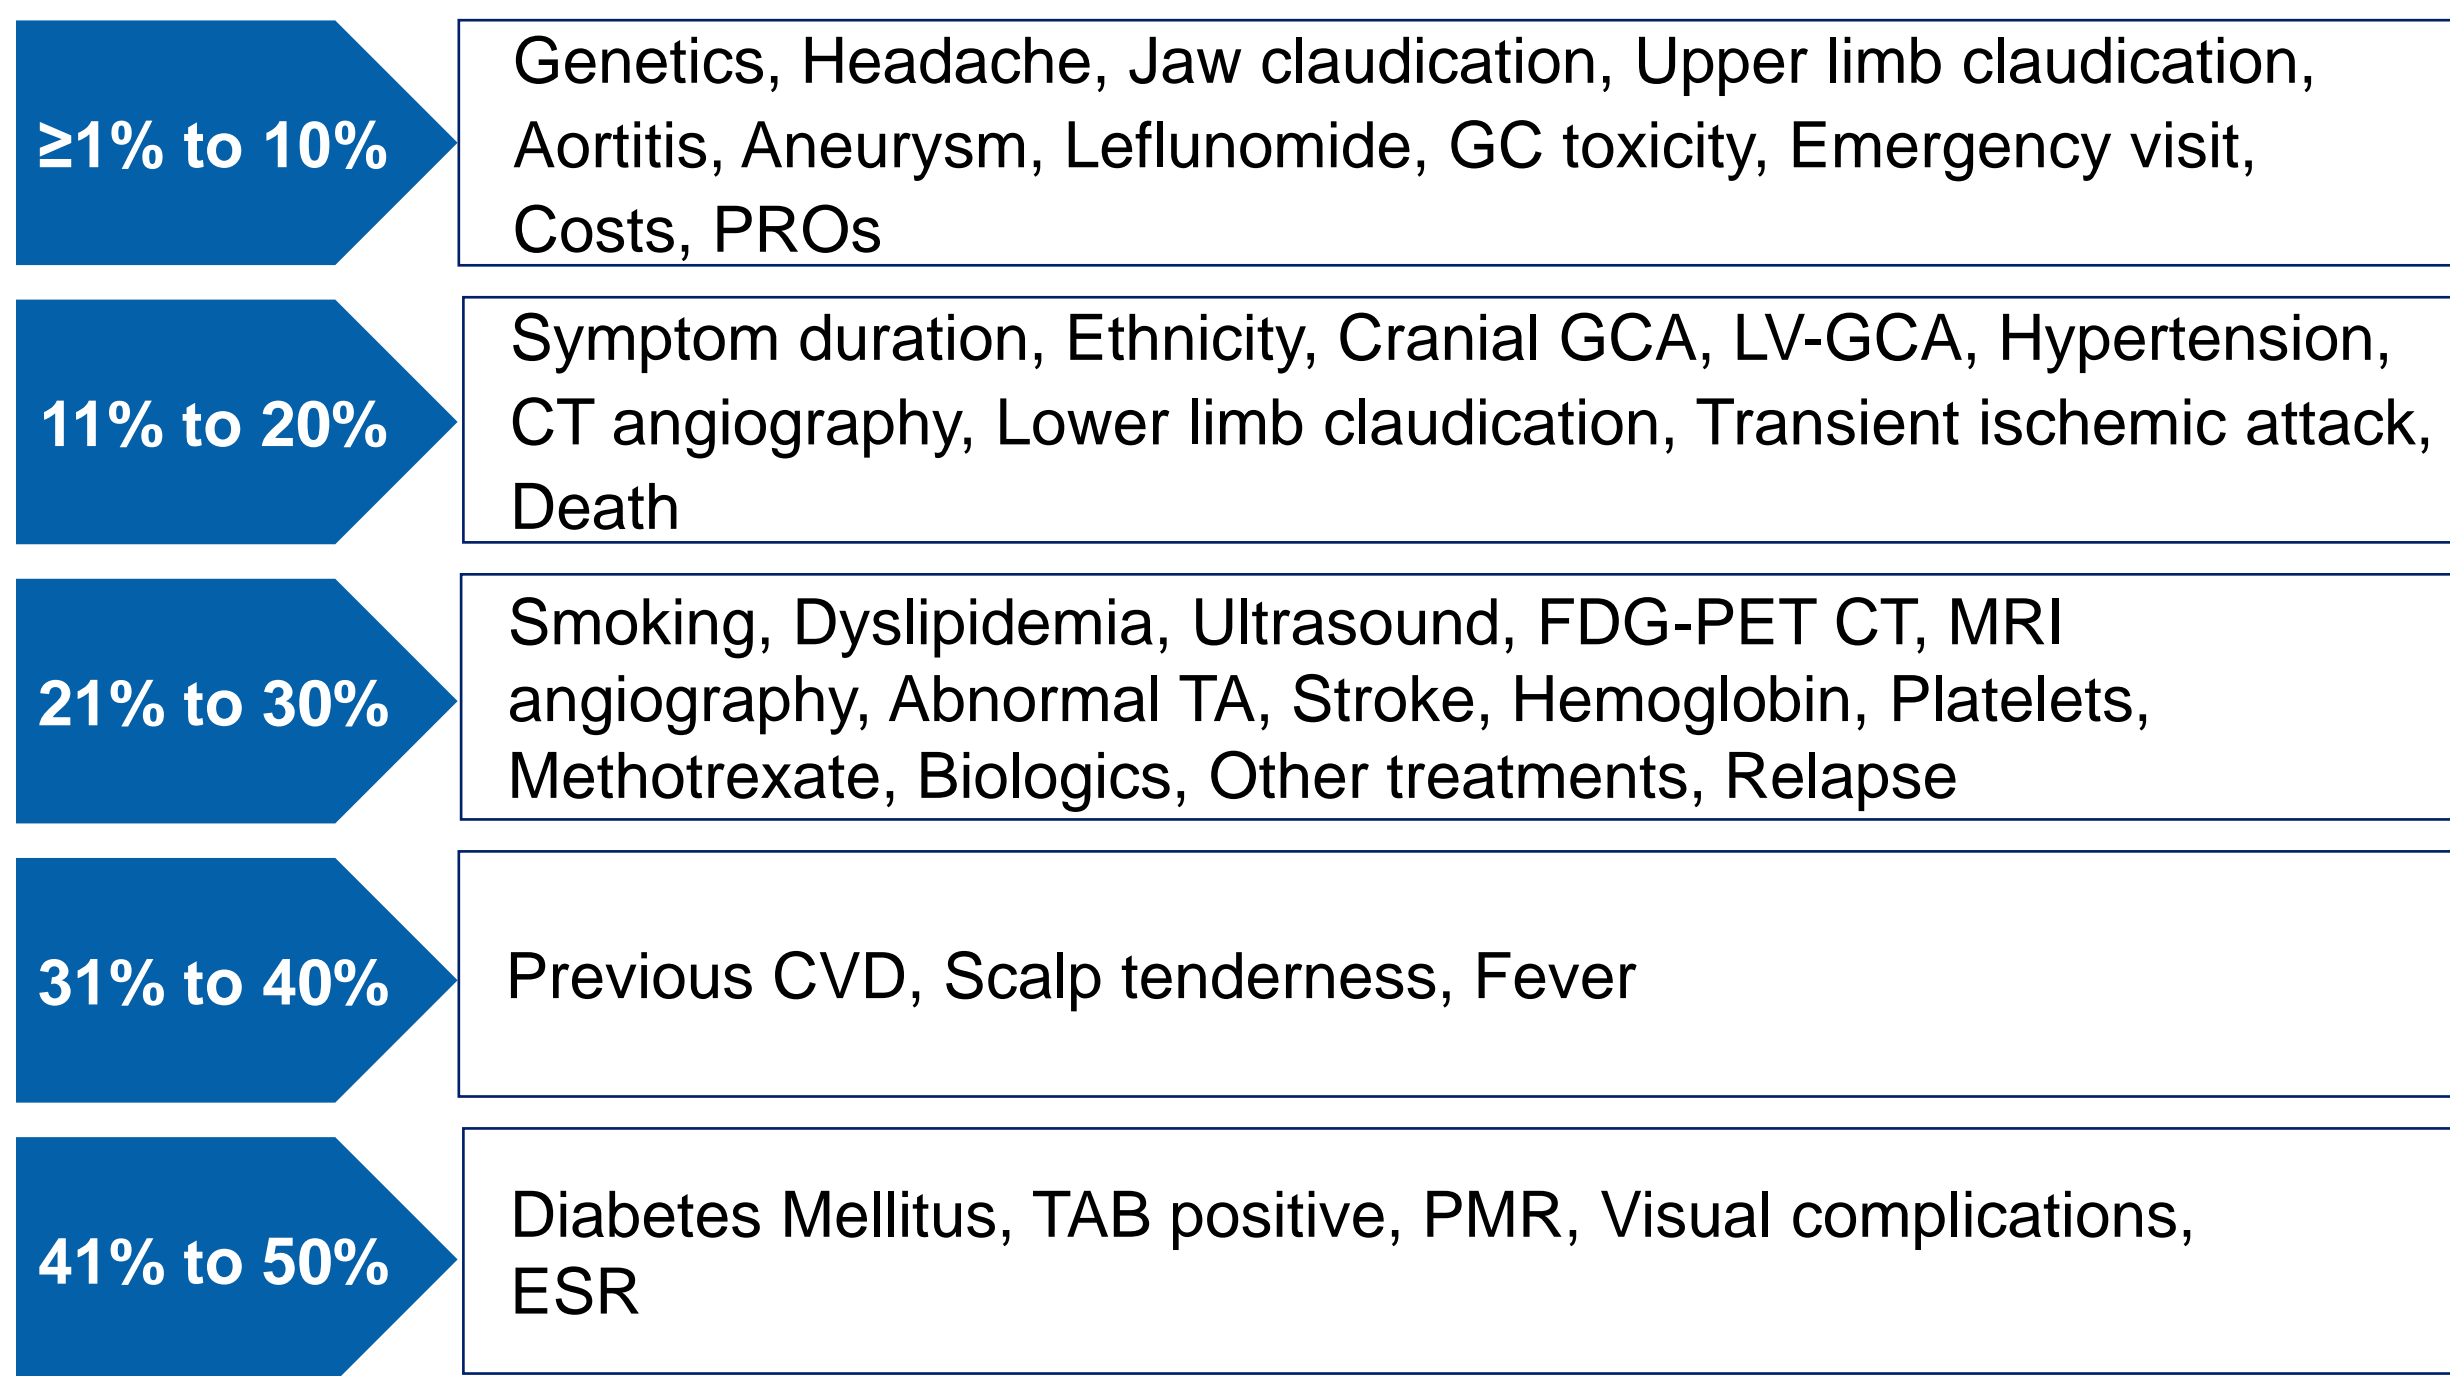 ≥1% to 10%
Genetics, Headache, Jaw claudication, Upper limb claudication,
Aortitis, Aneurysm, Leflunomide, GC toxicity, Emergency visit,
Costs, PROs
11% to 20%
Symptom duration, Ethnicity, Cranial GCA, LV-GCA, Hypertension,
CT angiography, Lower limb claudication, Transient ischemic attack,
Death
21% to 30%
Smoking, Dyslipidemia, Ultrasound, FDG-PET CT, MRI
angiography, Abnormal TA, Stroke, Hemoglobin, Platelets,
Methotrexate, Biologics, Other treatments, Relapse
31% to 40%
Previous CVD, Scalp tenderness, Fever
41% to 50%
Diabetes Mellitus, TAB positive, PMR, Visual complications,
ESR